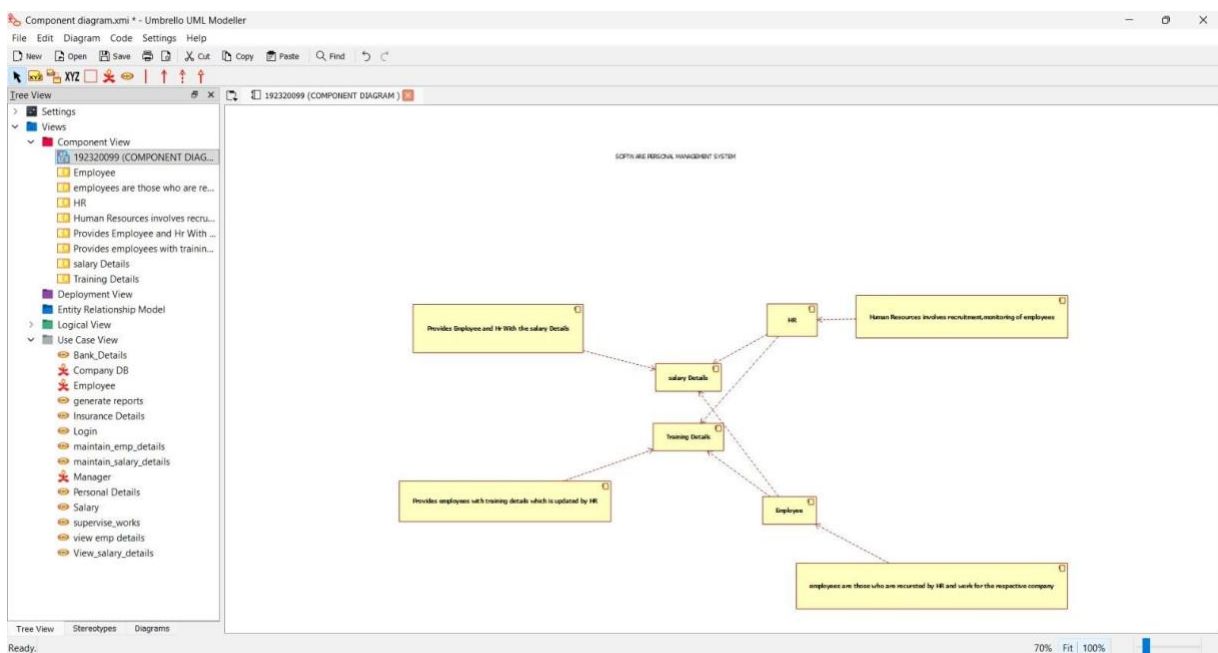 Component diagram.xmi * - Umbrello UML Modeller
File Edit Diagram Code Settings Help
New Open Save Cut Copy Paste Find
XYZ XYZ
Tree View
192320099 (COMPONENT DIAGRAM )
Settings
Views
Component View
192320099 (COMPONENT DIAG...
Employee
employees are those who are re...
HR
Human Resources involves recru...
Provides Employee and Hr With ...
Provides employees with trainin...
salary Details
Training Details
Deployment View
Entity Relationship Model
Logical View
Use Case View
Bank_Details
Company DB
Employee
generate reports
Insurance Details
Login
maintain_emp_details
maintain_salary_details
Manager
Personal Details
Salary
supervise_works
view emp details
View_salary_details
Tree View Stereotypes Diagrams
SOFTWARE PERSONAL MANAGEMENT SYSTEM
Provides Employee and Hr With the salary Details
HR
Human Resources involves recruitment,monitoring of employees
salary Details
Training Details
Provides employees with training details which is updated by HR
Employee
employees are those who are recursted by HR and work for the respective company
Ready.
70% Fit 100%